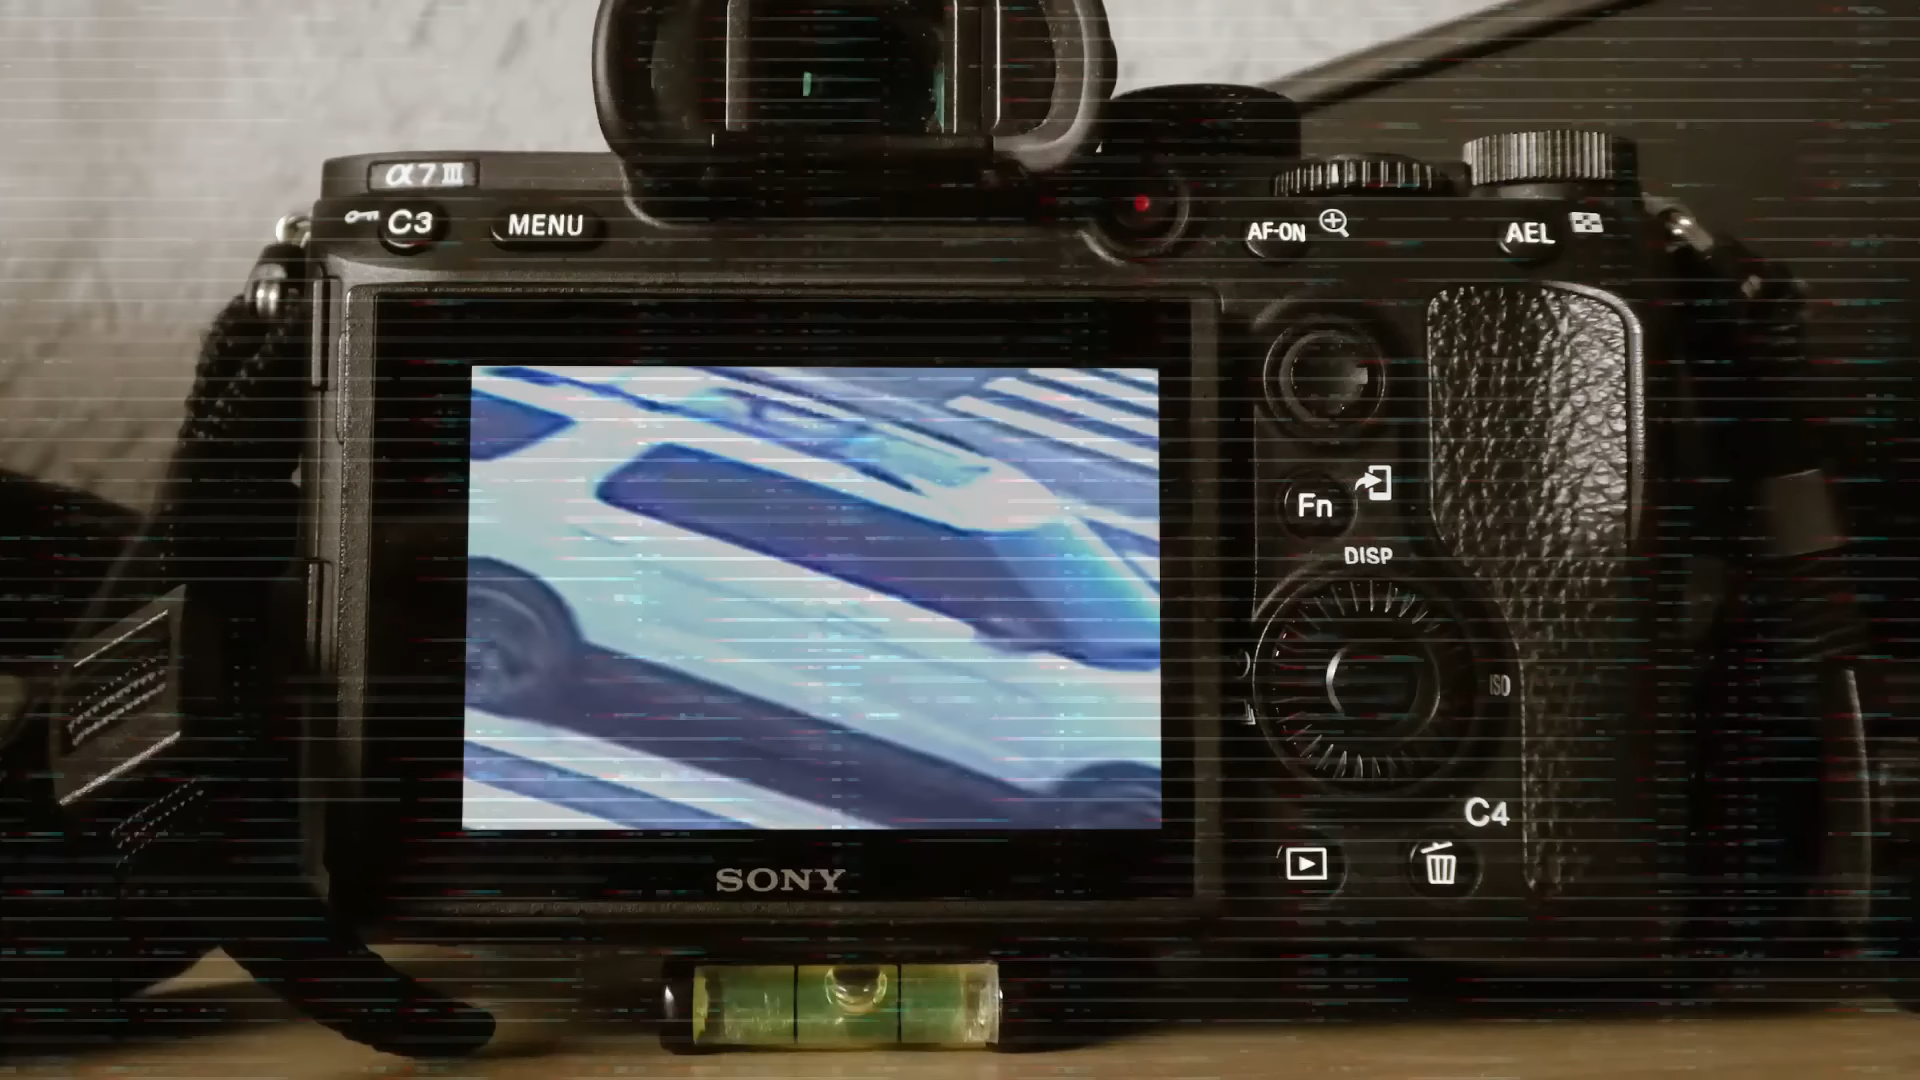 α7III
C3
MENU
AF-ON
AEL
Fn
DISP
ISO
C4
SONY